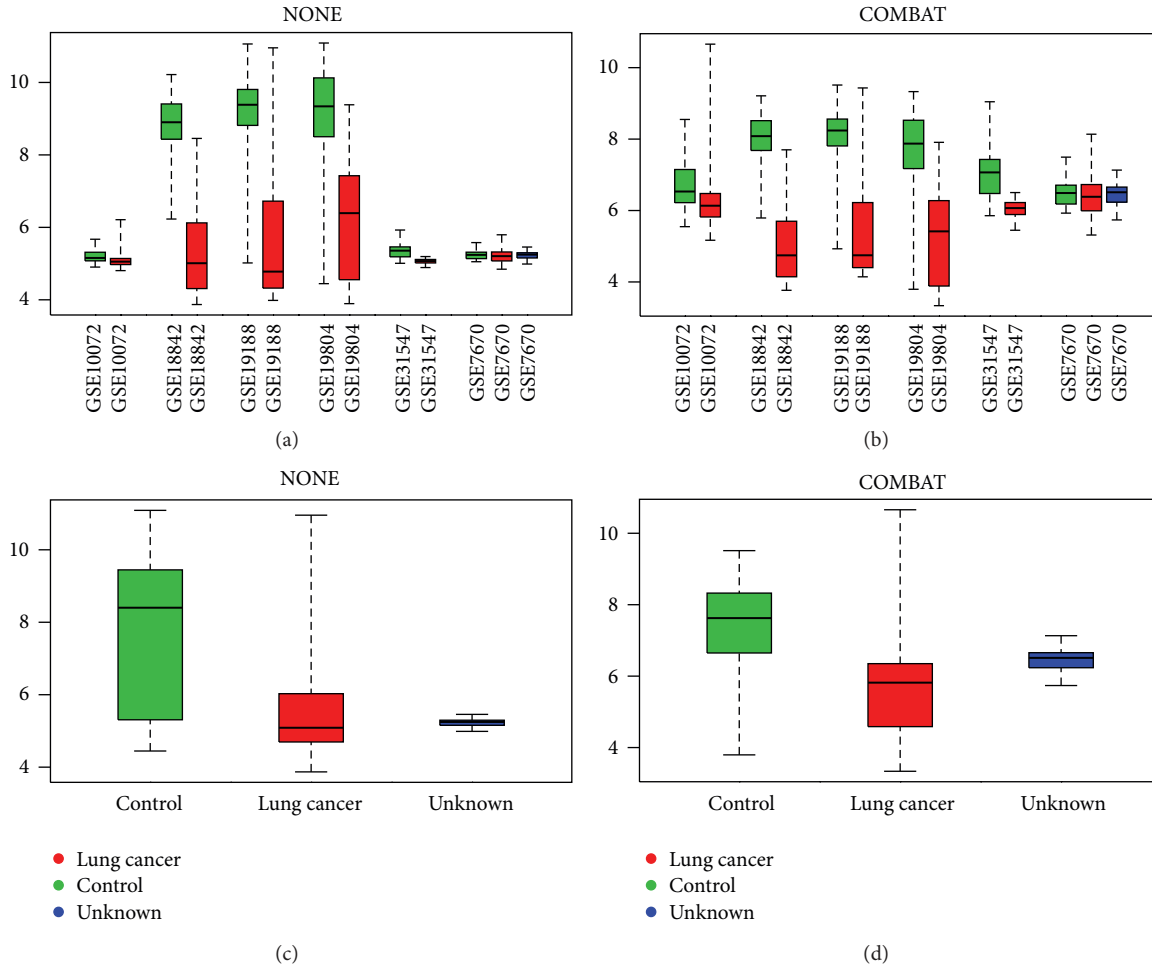 NONE
10
8
6
4
GSE10072
GSE10072
GSE18842
GSE18842
GSE19188
GSE19188
GSE19804
GSE19804
GSE31547
GSE31547
GSE7670
GSE7670
GSE7670
(a)
COMBAT
10
8
6
4
GSE10072
GSE10072
GSE18842
GSE18842
GSE19188
GSE19188
GSE19804
GSE19804
GSE31547
GSE31547
GSE7670
GSE7670
GSE7670
(b)
NONE
10
8
6
4
Control
Lung cancer
Unknown
Lung cancer
Control
Unknown
(c)
COMBAT
10
8
6
4
Control
Lung cancer
Unknown
Lung cancer
Control
Unknown
(d)